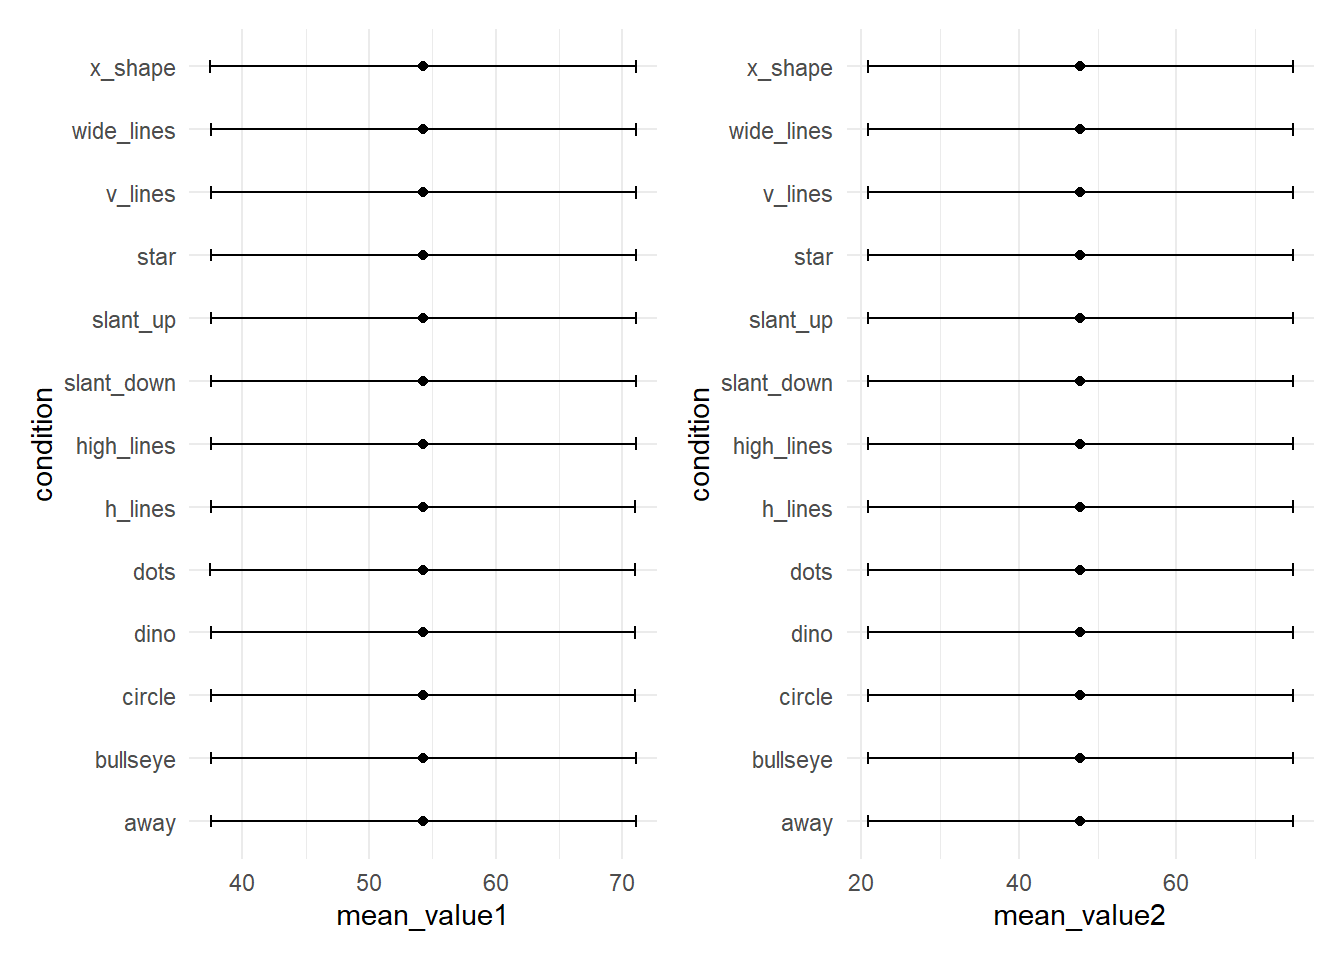 condition
x_shape
wide_lines
v_lines
star
slant_up
slant_down
high_lines
h_lines
dots
dino
circle
bullseye
away
40 50 60 70
mean_value1
condition
x_shape
wide_lines
v_lines
star
slant_up
slant_down
high_lines
h_lines
dots
dino
circle
bullseye
away
20 40 60
mean_value2